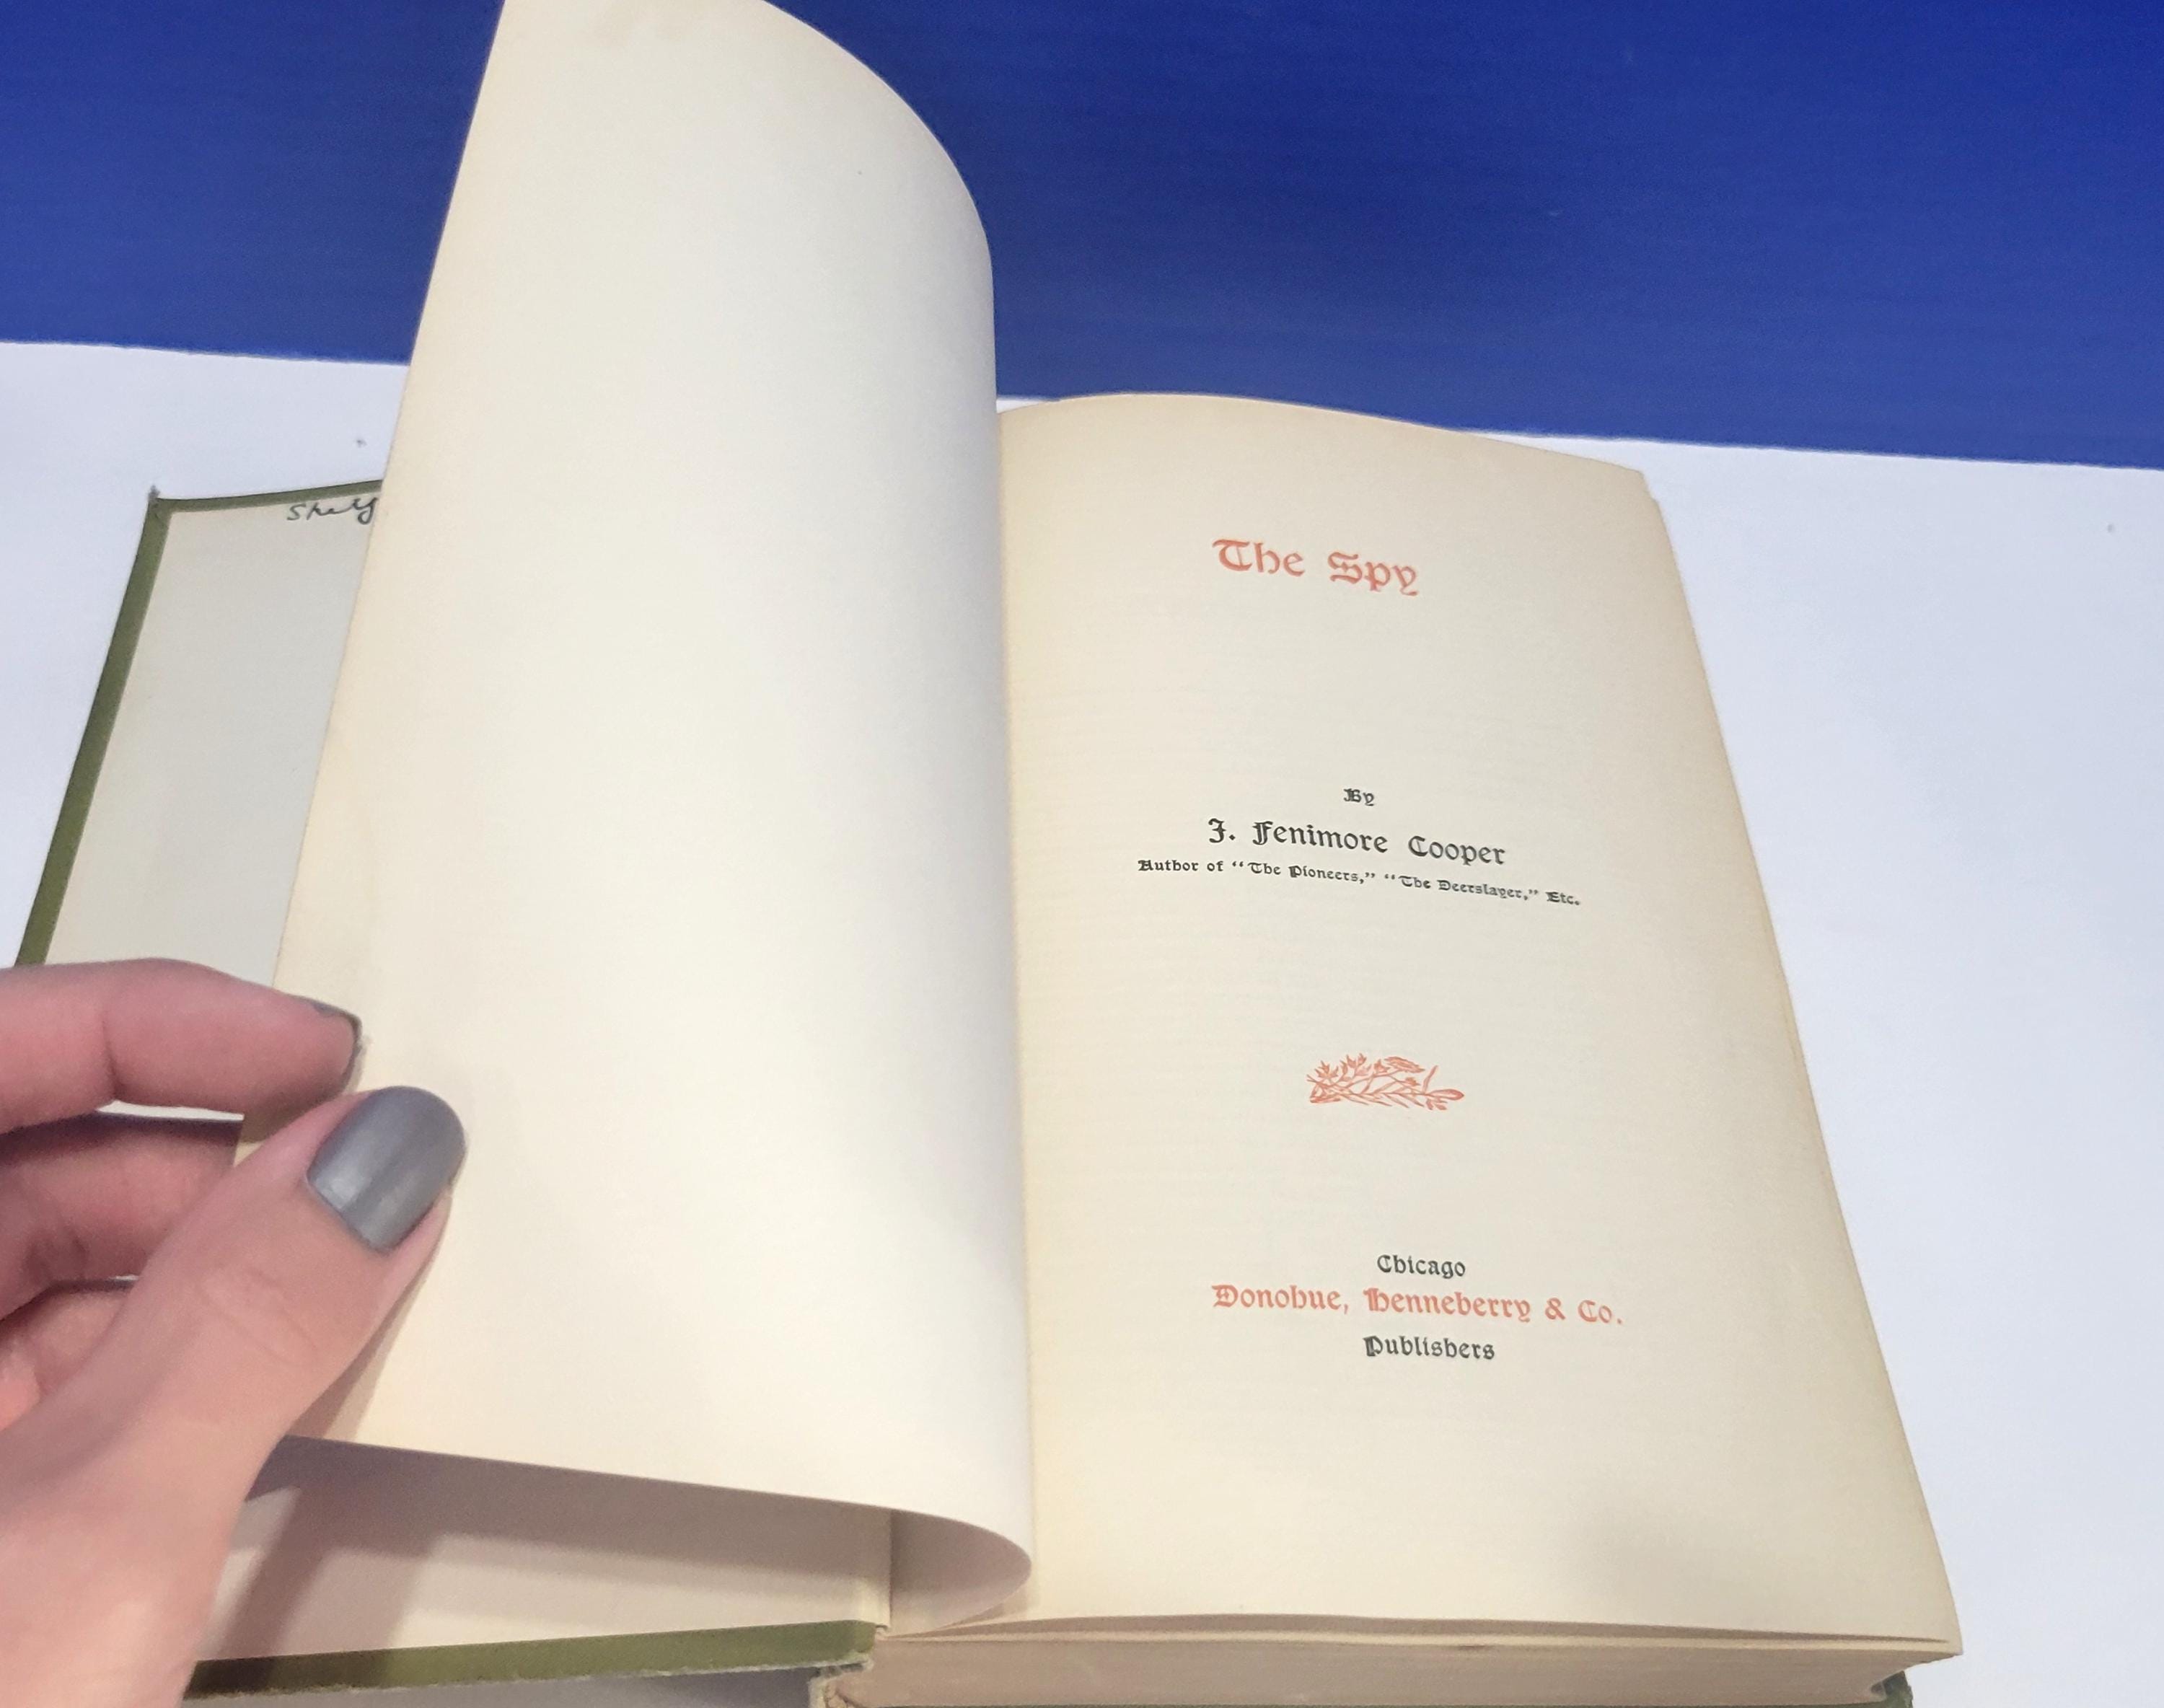 The Spy
By
J. Fenimore Cooper
Author of "The Pioneers," "The Deerslayer," Etc.
Chicago
Donohue, Henneberry & Co.
Publishers